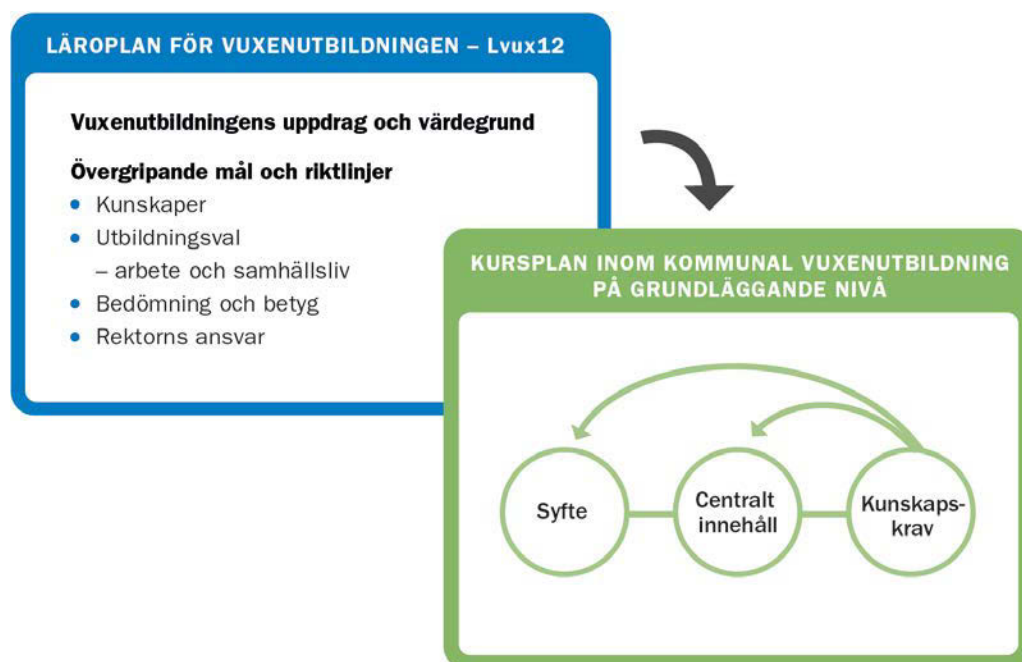 LÄROPLAN FÖR VUXENUTBILDNINGEN – Lvux12
Vuxenutbildningens uppdrag och värdegrund
Övergripande mål och riktlinjer
• Kunskaper
• Utbildningsval
– arbete och samhällsliv
• Bedömning och betyg
• Rektorns ansvar
KURSPLAN INOM KOMMUNAL VUXENUTBILDNING
PÅ GRUNDLÄGGANDE NIVÅ
Syfte
Centralt
innehåll
Kunskaps-
krav